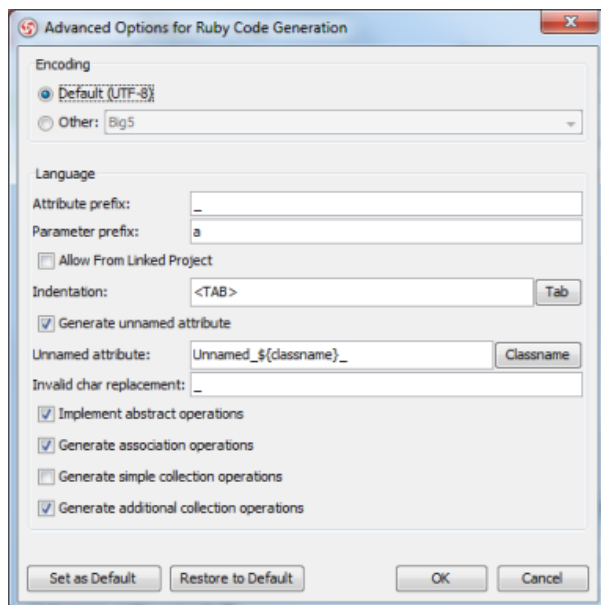 Advanced Options for Ruby Code Generation
Encoding
Default (UTF-8)
Other: Big5
Language
Attribute prefix: _
Parameter prefix: a
Allow From Linked Project
Indentation: <TAB> Tab
Generate unnamed attribute
Unnamed attribute: Unnamed_${classname}_ Classname
Invalid char replacement: _
Implement abstract operations
Generate association operations
Generate simple collection operations
Generate additional collection operations
Set as Default Restore to Default OK Cancel